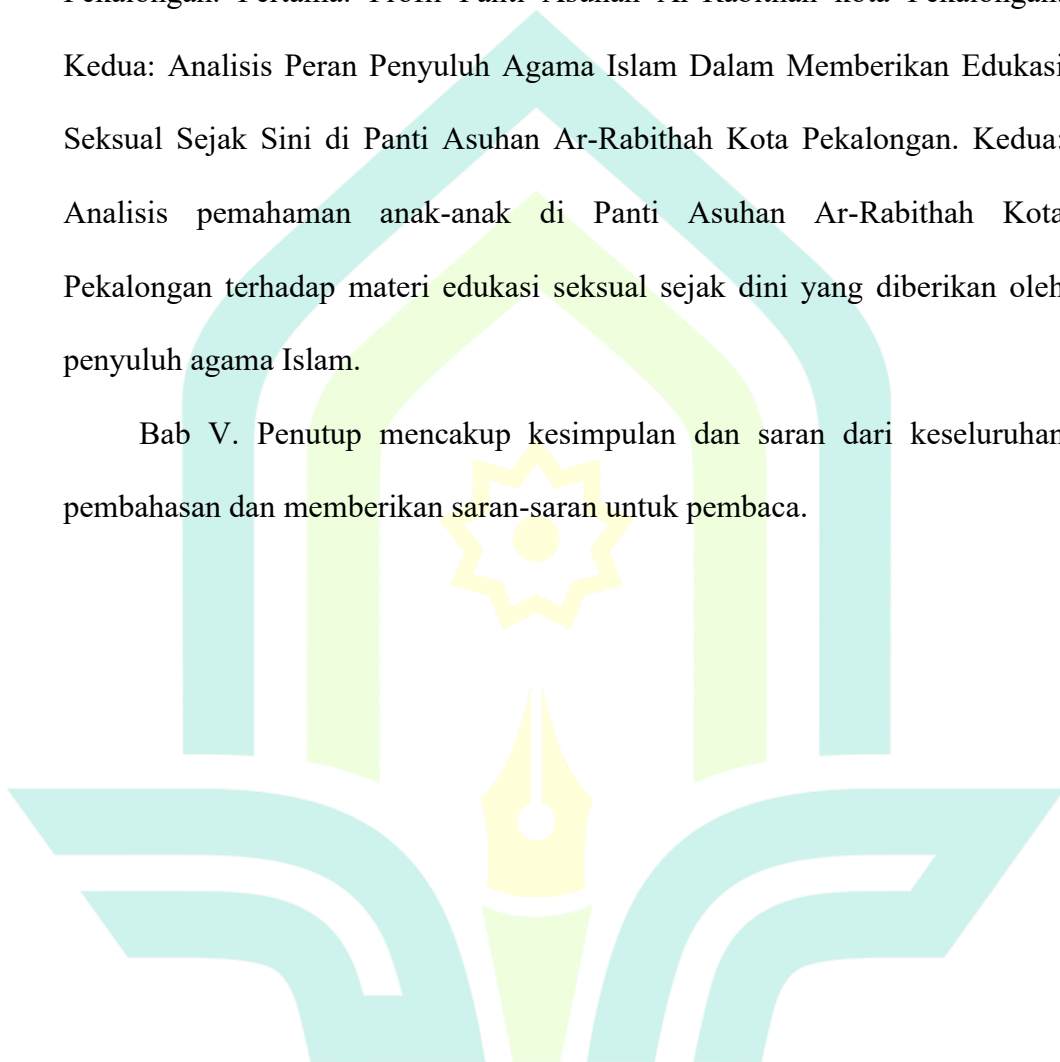 Pekalongan. Pertama: Profil Panti Asuhan Ar-Rabithah kota Pekalongan.
Kedua: Analisis Peran Penyuluh Agama Islam Dalam Memberikan Edukasi
Seksual Sejak Sini di Panti Asuhan Ar-Rabithah Kota Pekalongan. Kedua:
Analisis pemahaman anak-anak di Panti Asuhan Ar-Rabithah Kota
Pekalongan terhadap materi edukasi seksual sejak dini yang diberikan oleh
penyuluh agama Islam.
Bab V. Penutup mencakup kesimpulan dan saran dari keseluruhan
pembahasan dan memberikan saran-saran untuk pembaca.